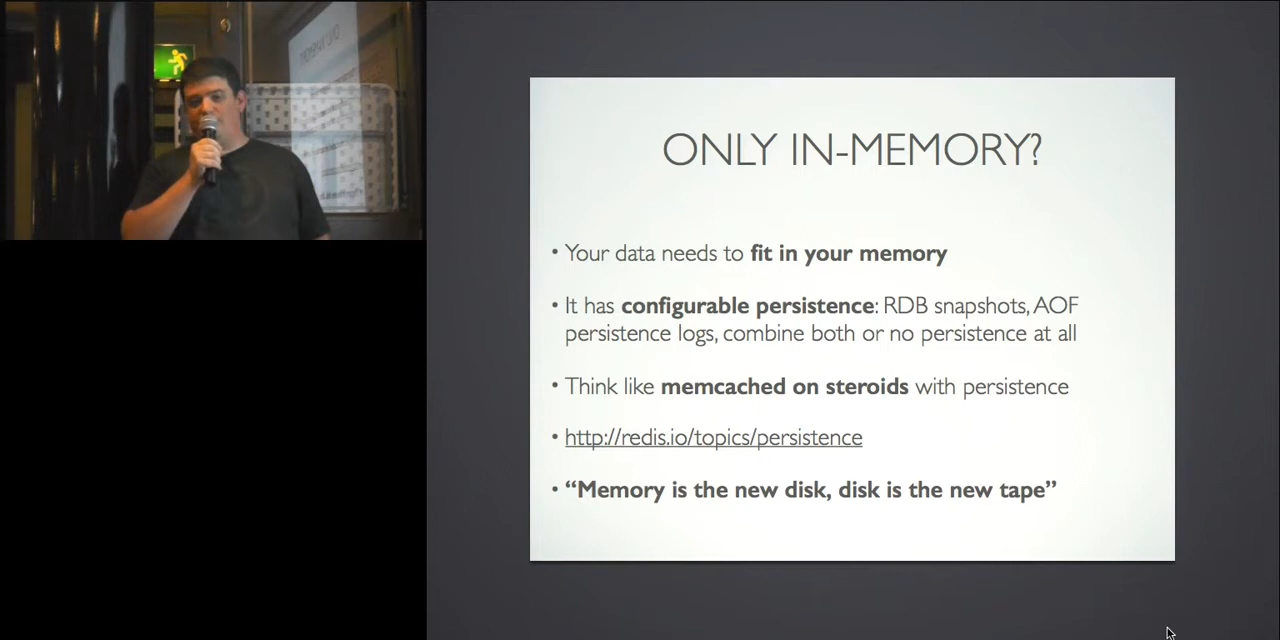 ONLY IN-MEMORY?
• Your data needs to fit in your memory
• It has configurable persistence: RDB snapshots, AOF
persistence logs, combine both or no persistence at all
• Think like memcached on steroids with persistence
• http://redis.io/topics/persistence
• “Memory is the new disk, disk is the new tape”